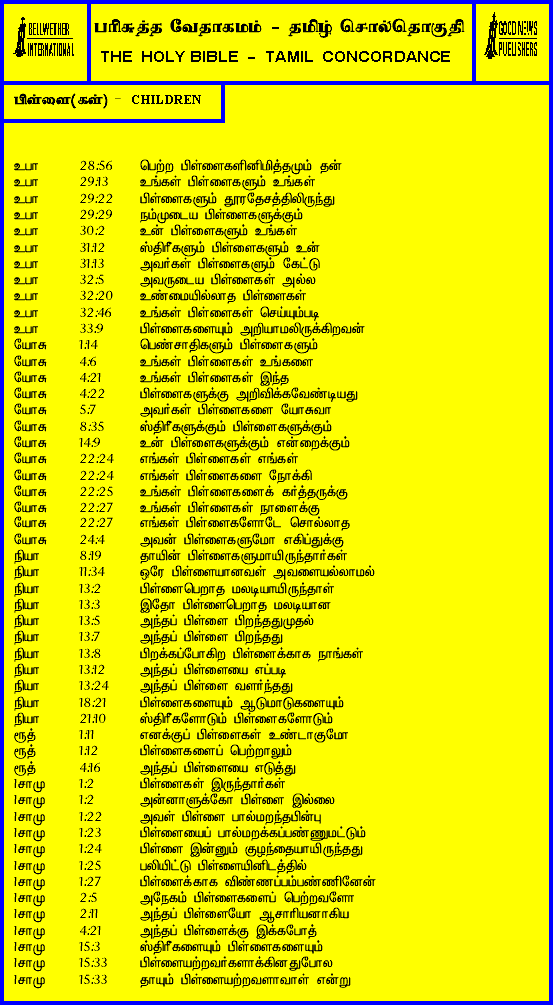 BELLWETHER
INTERNATIONAL
பரிசுத்த வேதாகமம் - தமிழ் சொல்தொகுதி
THE HOLY BIBLE - TAMIL CONCORDANCE
GOOD NEWS
PUBLISHERS
பிள்ளை(கள்) - CHILDREN
உபா 28:56 பெற்ற பிள்ளைகளினிமித்தமும் தன்
உபா 29:13 உங்கள் பிள்ளைகளும் உங்கள்
உபா 29:22 பிள்ளைகளும் தூரதேசத்திலிருந்து
உபா 29:29 நம்முடைய பிள்ளைகளுக்கும்
உபா 30:2 உன் பிள்ளைகளும் உங்கள்
உபா 31:12 ஸ்திரீகளும் பிள்ளைகளும் உன்
உபா 31:13 அவர்கள் பிள்ளைகளும் கேட்டு
உபா 32:5 அவருடைய பிள்ளைகள் அல்ல
உபா 32:20 உண்மையில்லாத பிள்ளைகள்
உபா 32:46 உங்கள் பிள்ளைகள் செய்யும்படி
உபா 33:9 பிள்ளைகளையும் அறியாமலிருக்கிறவன்
யோசு 1:14 பெண்சாதிகளும் பிள்ளைகளும்
யோசு 4:6 உங்கள் பிள்ளைகள் உங்களை
யோசு 4:21 உங்கள் பிள்ளைகள் இந்த
யோசு 4:22 பிள்ளைகளுக்கு அறிவிக்கவேண்டியது
யோசு 5:7 அவர்கள் பிள்ளைகளை யோசுவா
யோசு 8:35 ஸ்திரீகளுக்கும் பிள்ளைகளுக்கும்
யோசு 14:9 உன் பிள்ளைகளுக்கும் என்றைக்கும்
யோசு 22:24 எங்கள் பிள்ளைகள் எங்கள்
யோசு 22:24 எங்கள் பிள்ளைகளை நோக்கி
யோசு 22:25 உங்கள் பிள்ளைகளைக் கர்த்தருக்கு
யோசு 22:27 உங்கள் பிள்ளைகள் நாளைக்கு
யோசு 22:27 எங்கள் பிள்ளைகளோடே சொல்லாத
யோசு 24:4 அவன் பிள்ளைகளுமோ எகிப்துக்கு
நியா 8:19 தாயின் பிள்ளைகளுமாயிருந்தார்கள்
நியா 11:34 ஒரே பிள்ளையானவள் அவளையல்லாமல்
நியா 13:2 பிள்ளைபெறாத மலடியாயிருந்தாள்
நியா 13:3 இதோ பிள்ளைபெறாத மலடியான
நியா 13:5 அந்தப் பிள்ளை பிறந்ததுமுதல்
நியா 13:7 அந்தப் பிள்ளை பிறந்தது
நியா 13:8 பிறக்கப்போகிற பிள்ளைக்காக நாங்கள்
நியா 13:12 அந்தப் பிள்ளையை எப்படி
நியா 13:24 அந்தப் பிள்ளை வளர்ந்தது
நியா 18:21 பிள்ளைகளையும் ஆடுமாடுகளையும்
நியா 21:10 ஸ்திரீகளோடும் பிள்ளைகளோடும்
ரூத் 1:11 எனக்குப் பிள்ளைகள் உண்டாகுமோ
ரூத் 1:12 பிள்ளைகளைப் பெற்றாலும்
ரூத் 4:16 அந்தப் பிள்ளையை எடுத்து
1சாமு 1:2 பிள்ளைகள் இருந்தார்கள்
1சாமு 1:2 அன்னாளுக்கோ பிள்ளை இல்லை
1சாமு 1:22 அவள் பிள்ளை பால்மறந்தபின்பு
1சாமு 1:23 பிள்ளையைப் பால்மறக்கப்பண்ணுமட்டும்
1சாமு 1:24 பிள்ளை இன்னும் குழந்தையாயிருந்தது
1சாமு 1:25 பலியிட்டு பிள்ளையினிடத்தில்
1சாமு 1:27 பிள்ளைக்காக விண்ணப்பம்பண்ணினேன்
1சாமு 2:5 அநேகம் பிள்ளைகளைப் பெற்றவளோ
1சாமு 2:11 அந்தப் பிள்ளையோ ஆசாரியனாகிய
1சாமு 4:21 அந்தப் பிள்ளைக்கு இக்கபோத்
1சாமு 15:3 ஸ்திரீகளையும் பிள்ளைகளையும்
1சாமு 15:33 பிள்ளையற்றவர்களாக்கினதுபோல
1சாமு 15:33 தாயும் பிள்ளையற்றவளாவாள் என்று